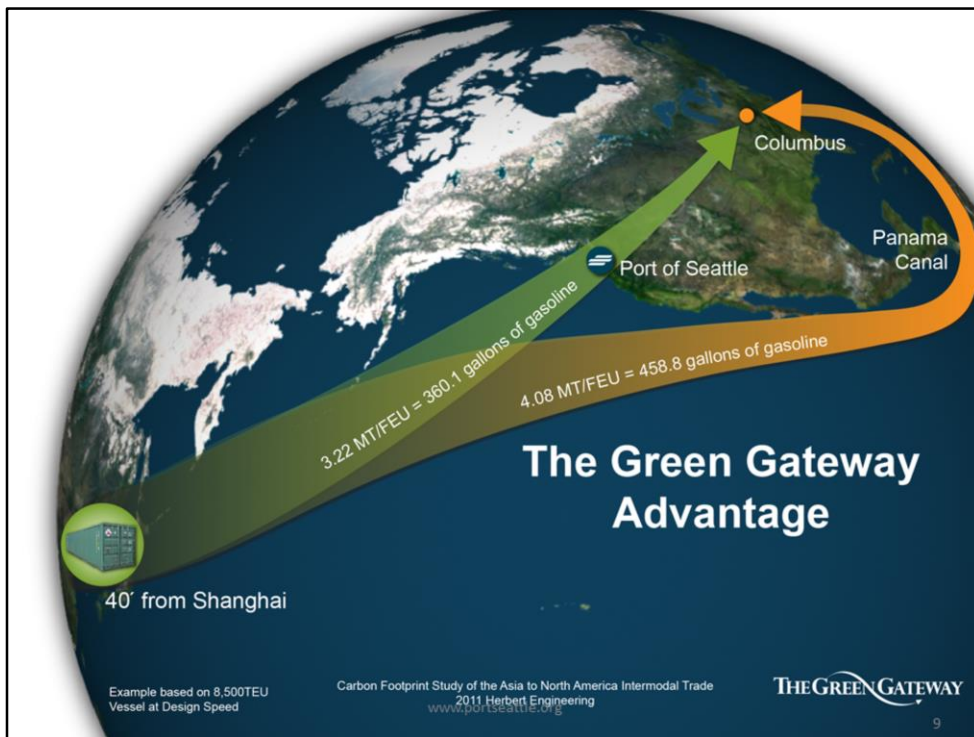 Columbus
Panama
Canal
Port of Seattle
3.22 MT/FEU = 360.1 gallons of gasoline
4.08 MT/FEU = 458.8 gallons of gasoline
The Green Gateway
Advantage
40′ from Shanghai
Example based on 8,500TEU
Vessel at Design Speed
Carbon Footprint Study of the Asia to North America Intermodal Trade
2011 Herbert Engineering
www.portseattle.org
THE GREEN GATEWAY
9